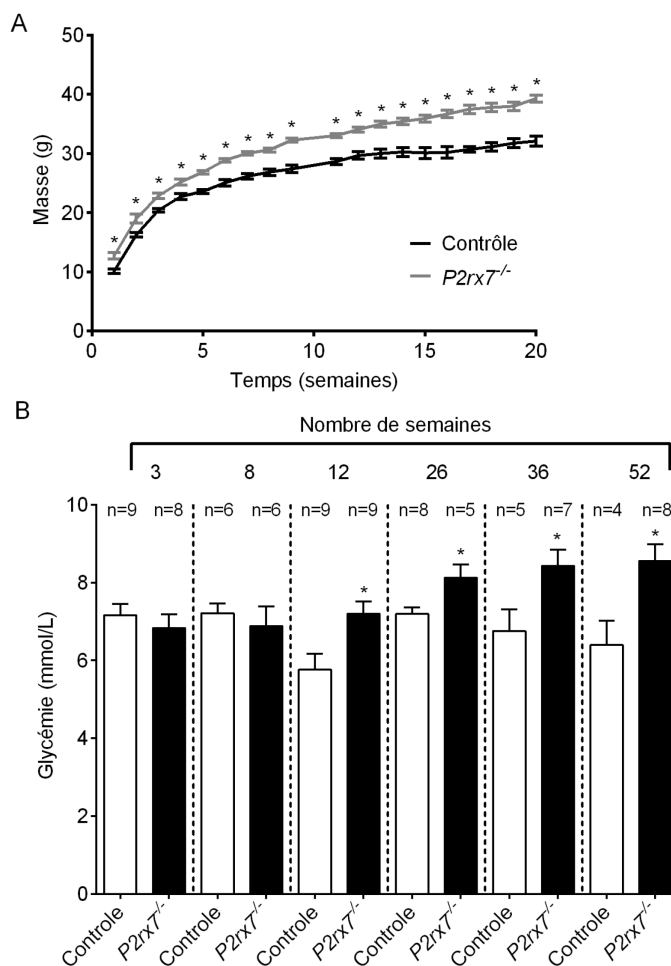 A
50
40
30
20
10
0
Masse (g)
* * * * * * * * * * * * * * * * * * *
Contrôle
P2rx7-/-
0 5 10 15 20
Temps (semaines)
B
Nombre de semaines
3 8 12 26 36 52
n=9 n=8 n=6 n=6 n=9 n=9 n=8 n=5 n=5 n=7 n=4 n=8
* * * *
10
8
6
4
2
0
Glycémie (mmol/L)
Controle P2rx7-/- Controle P2rx7-/- Controle P2rx7-/- Controle P2rx7-/- Controle P2rx7-/- Controle P2rx7-/-